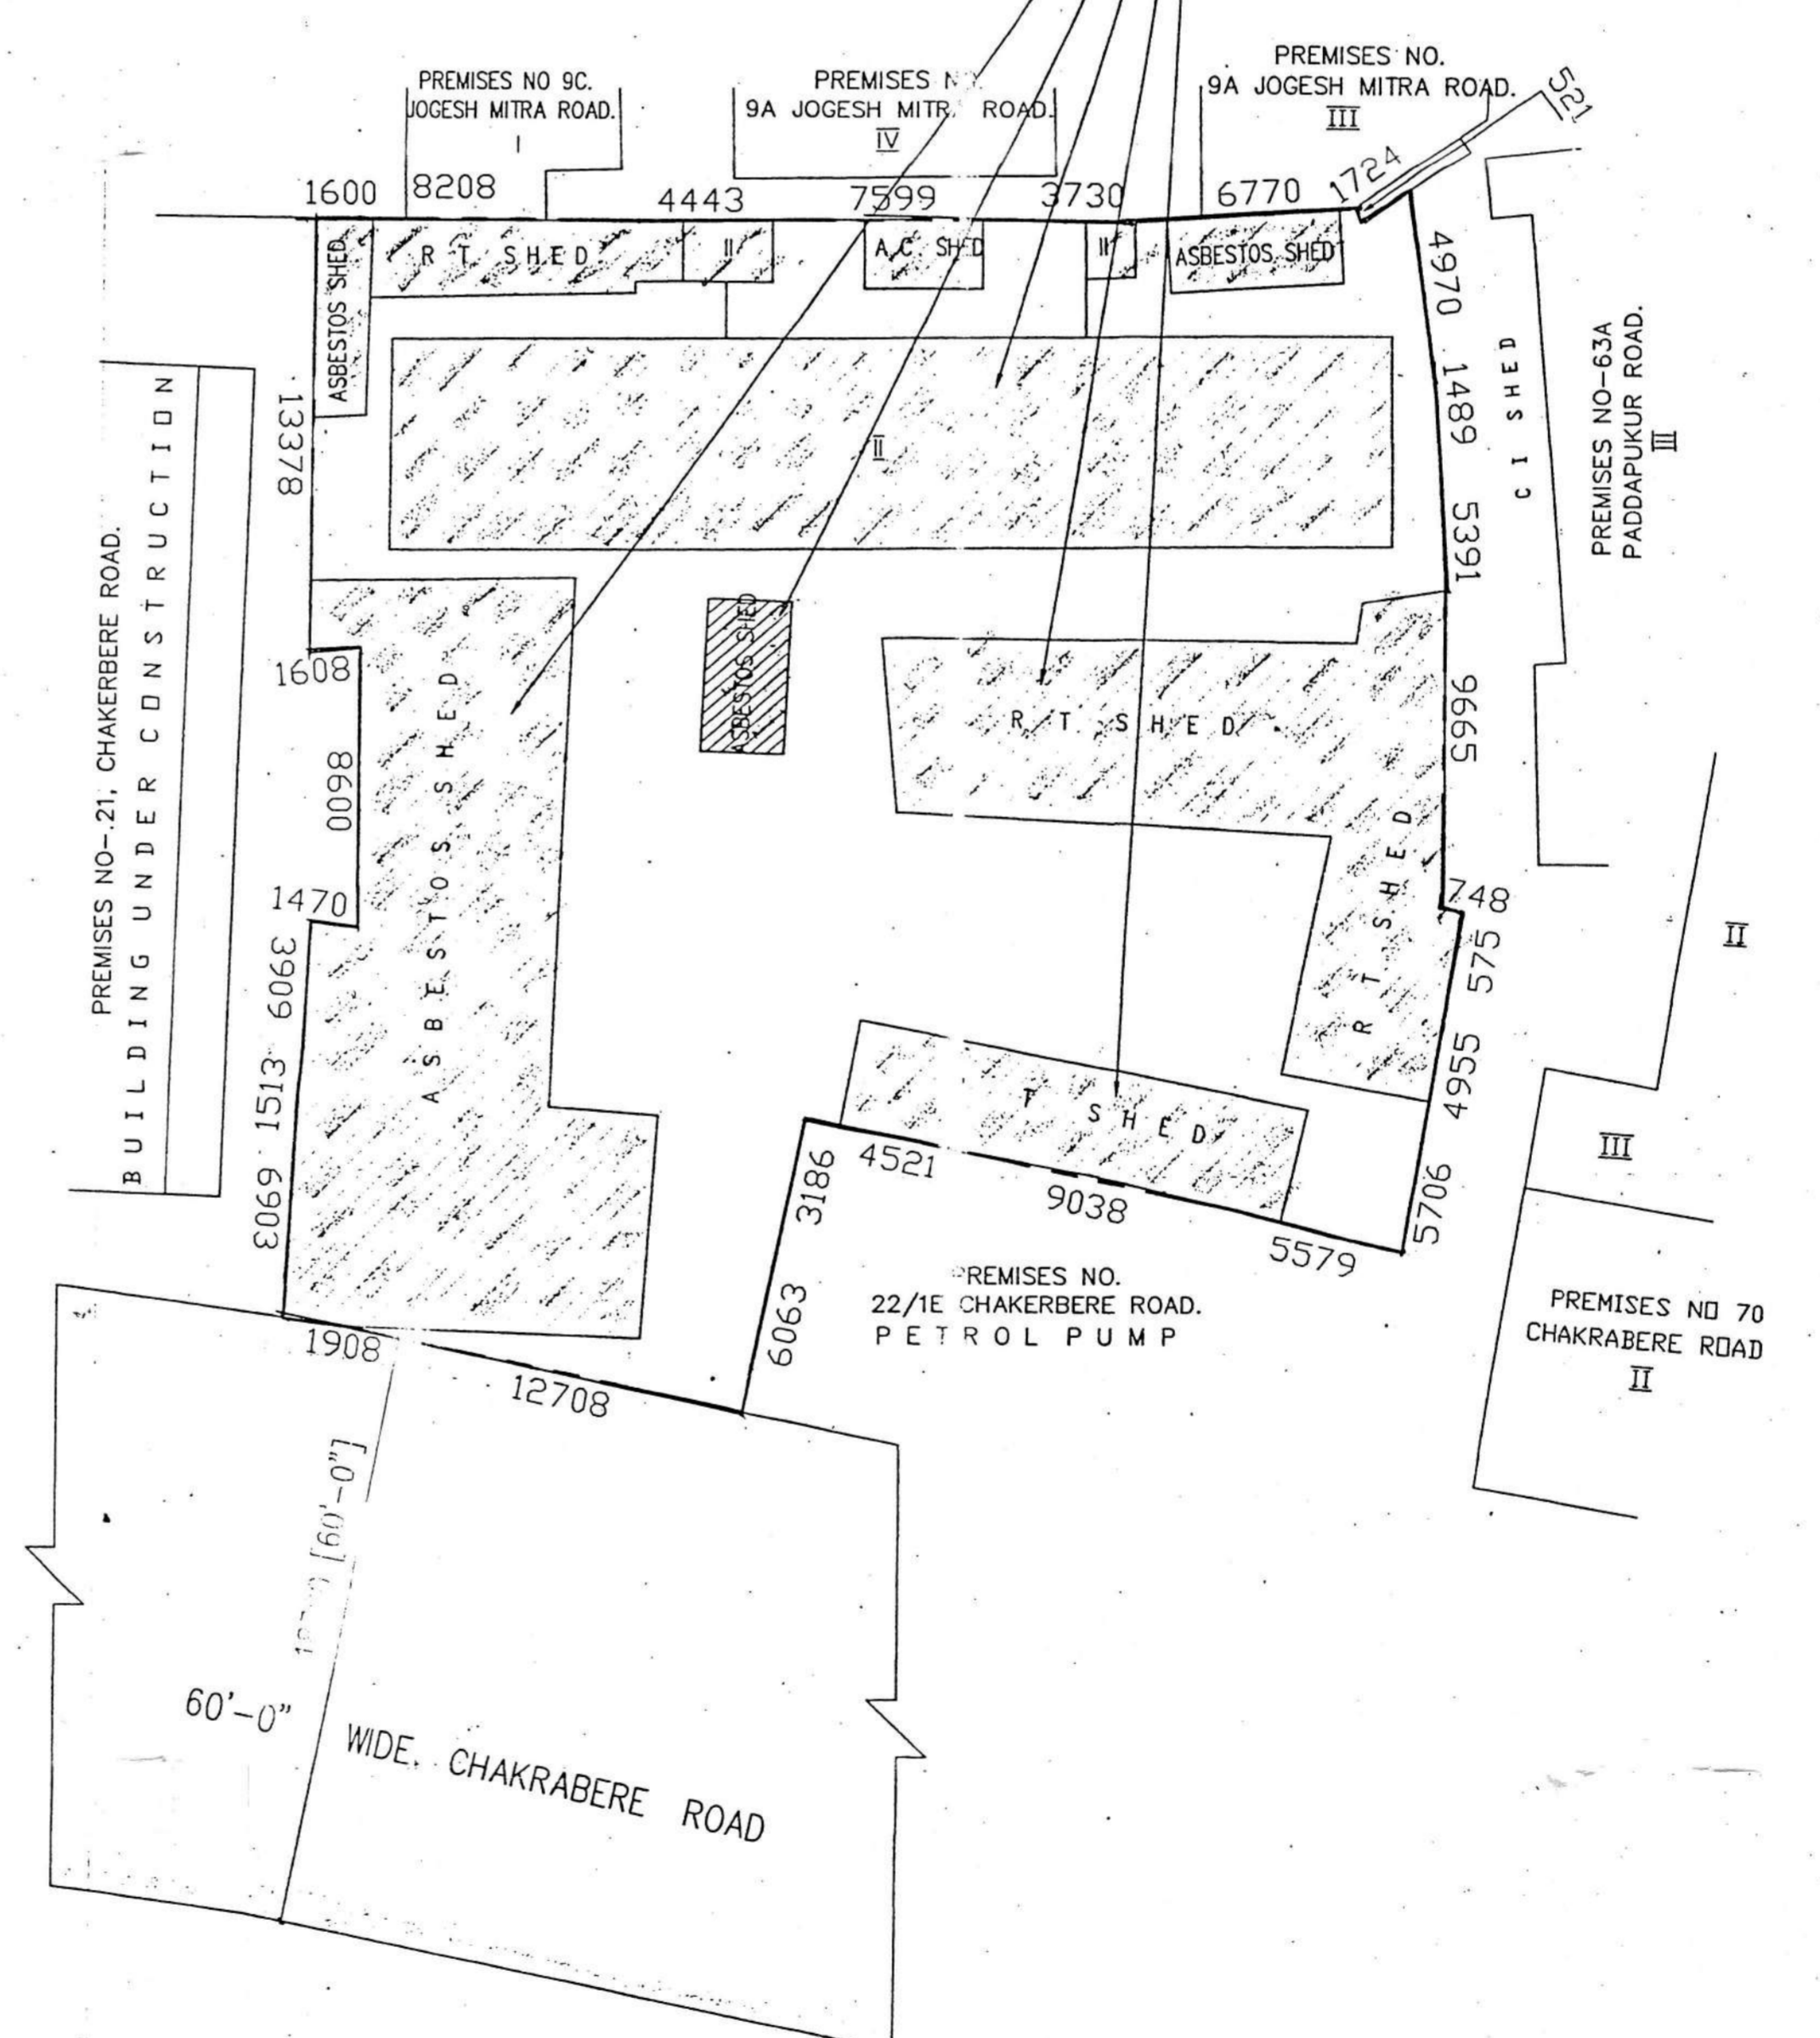 PREMISES NO 9C.
JOGESH MITRA ROAD.
I
PREMISES
9A JOGESH MITR ROAD.
IV
PREMISES NO.
9A JOGESH MITRA ROAD.
III
521
1600
8208
4443
7599
3730
6770
1724
ASBESTOS SHED
R T SHED
II
A.C SHED
II
ASBESTOS SHED
4970
1489
5391
9665
748
575
4955
5706
C I SHED
PREMISES NO-63A
PADDAPUKUR ROAD.
III
II
PREMISES NO-.21, CHAKERBERE ROAD.
BUILDING UNDER CONSTRUCTION
13378
1608
8600
1470
3909
1513
6903
II
ASBESTOS SHED
ASBESTOS SHED
R T SHED
R T SHED
T SHED
3186
6063
4521
9038
5579
PREMISES NO.
22/1E CHAKERBERE ROAD.
PETROL PUMP
III
PREMISES NO 70
CHAKRABERE ROAD
II
1908
12708
[60'-0"]
60'-0"
WIDE. CHAKRABERE ROAD